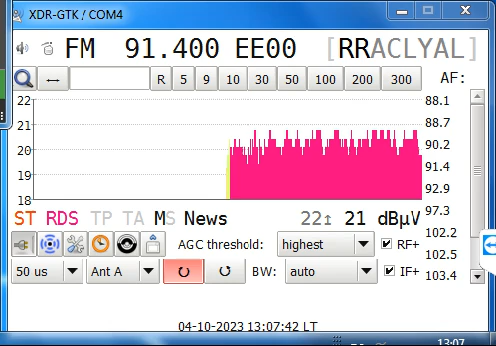 XDR-GTK / COM4
FM 91.400 EE00 [RRACLYAL]
↔ R 5 9 10 30 50 100 200 300 AF:
22
21
20
19
18
88.1
88.7
90.2
91.4
92.9
97.3
102.2
102.5
103.4
ST RDS TP TA MS News 22↥ 21 dBµV
AGC threshold: highest RF+
50 us Ant A BW: auto IF+
04-10-2023 13:07:42 LT
13:07